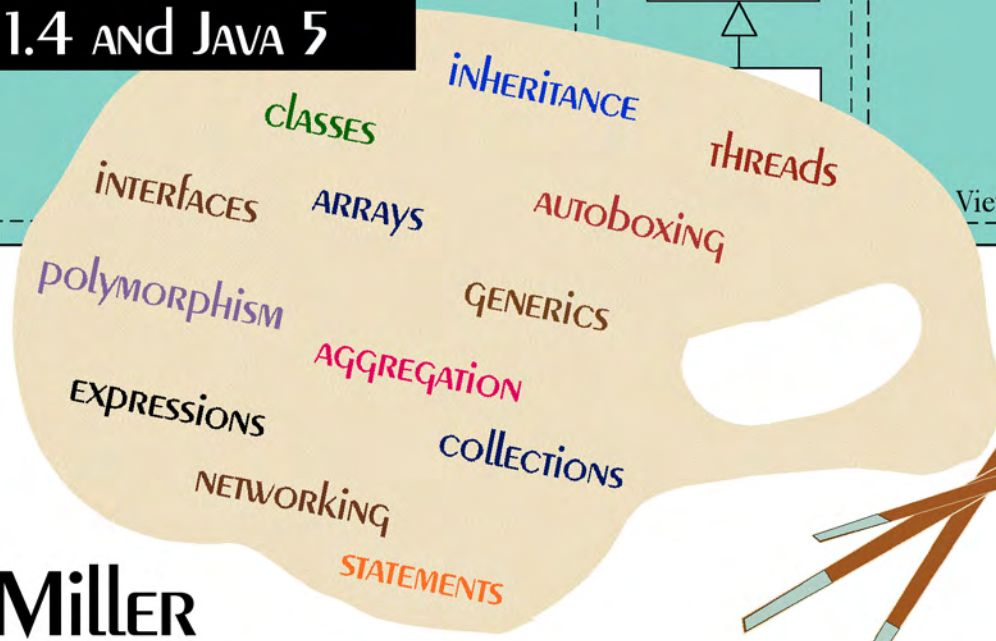 1.4 and Java 5
inheritance
classes
threads
interfaces
arrays
autoboxing
Vie
polymorphism
generics
aggregation
expressions
collections
networking
statements
Miller